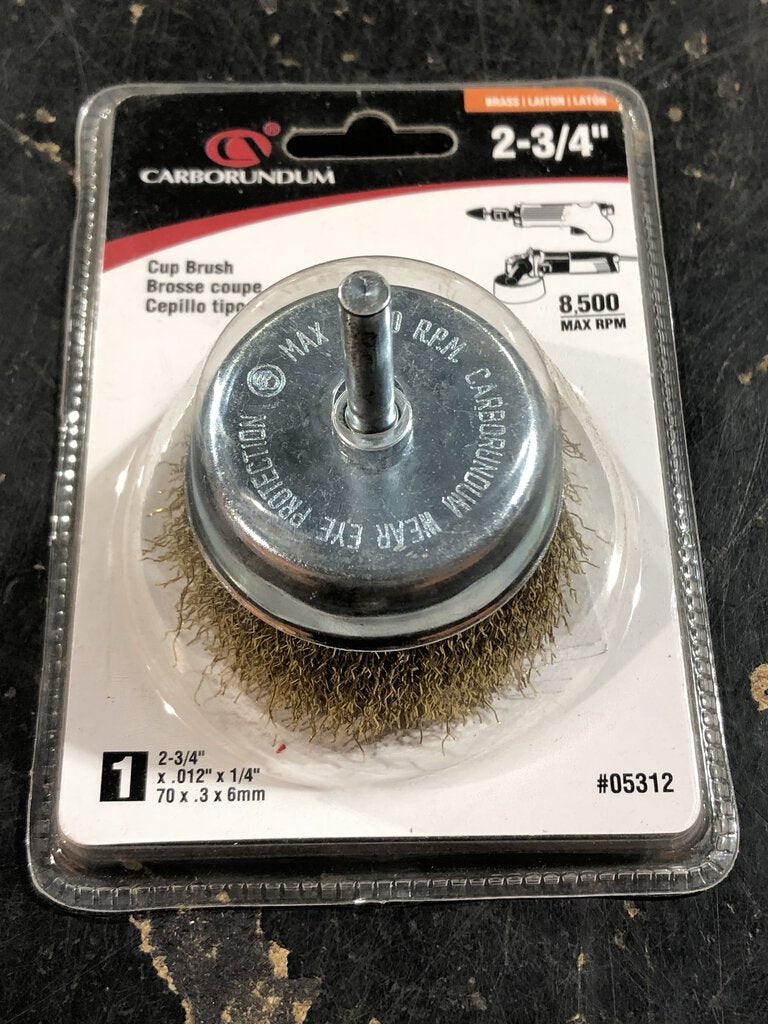 BRASS | LAITON | LATÓN
2-3/4"
®
CARBORUNDUM
Cup Brush
Brosse coupe
Cepillo tipo
8,500
MAX RPM
MAX 0 R.P.M. CARBORUNDUM WEAR EYE PROTECTION
1
2-3/4"
x .012" x 1/4"
70 x .3 x 6mm
#05312